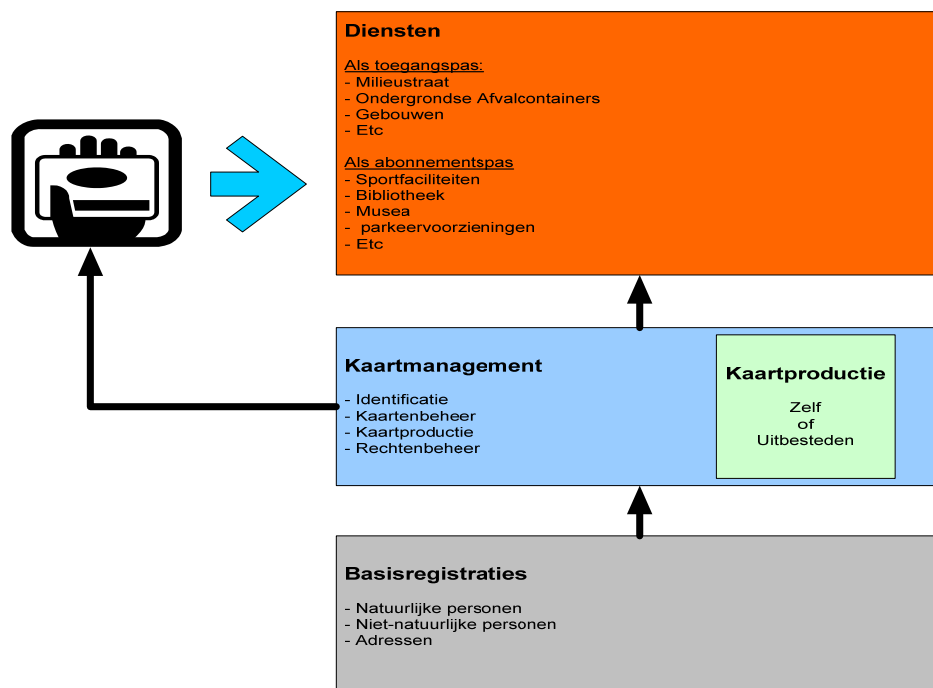 Diensten
Als toegangspas:
- Milieustraat
- Ondergrondse Afvalcontainers
- Gebouwen
- Etc
Als abonnementspas
- Sportfaciliteiten
- Bibliotheek
- Musea
-  parkeervoorzieningen
- Etc
Kaartmanagement
- Identificatie
- Kaartenbeheer
- Kaartproductie
- Rechtenbeheer
Kaartproductie
Zelf
of
Uitbesteden
Basisregistraties
- Natuurlijke personen
- Niet-natuurlijke personen
- Adressen